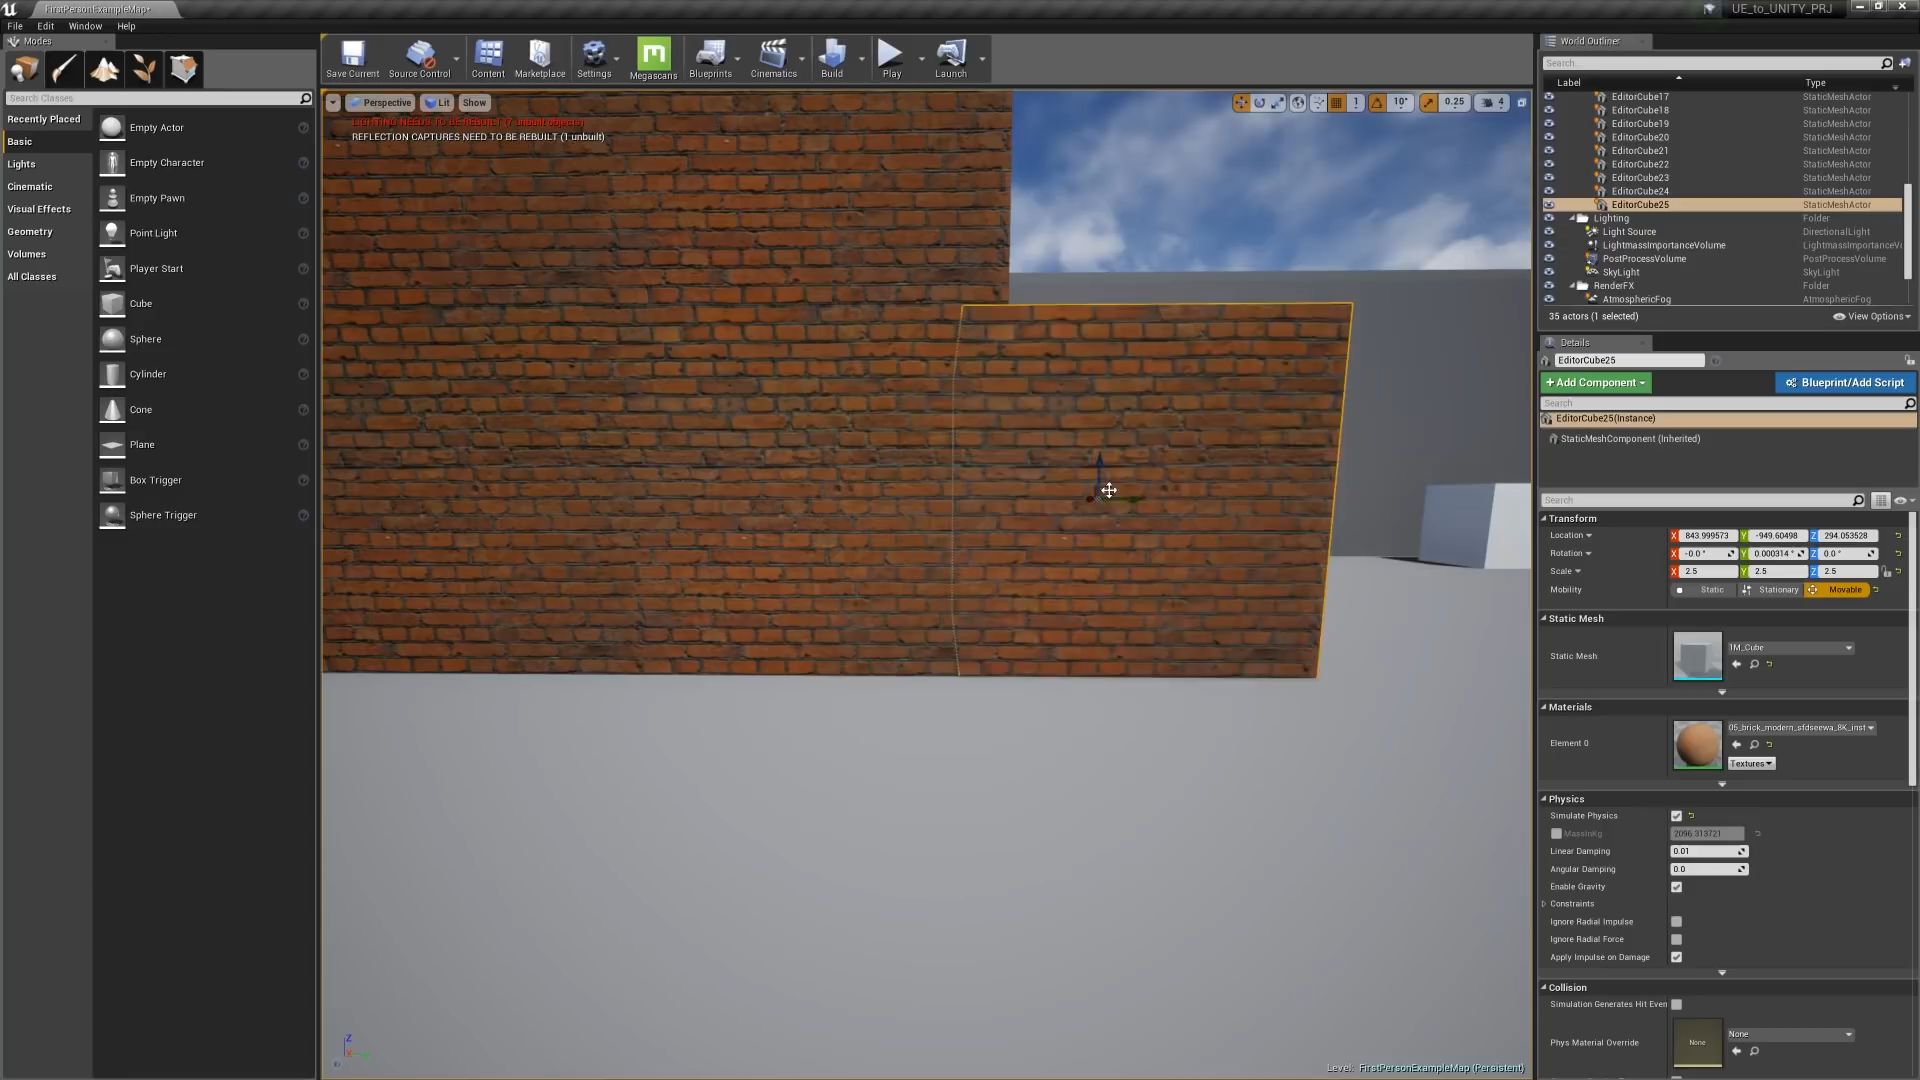 FirstPersonExampleMap*
UE_to_UNITY_PRJ
File Edit Window Help
Modes
Search Classes
Recently Placed
Basic
Lights
Cinematic
Visual Effects
Geometry
Volumes
All Classes
Empty Actor
Empty Character
Empty Pawn
Point Light
Player Start
Cube
Sphere
Cylinder
Cone
Plane
Box Trigger
Sphere Trigger
Save Current Source Control Content Marketplace Settings Megascans Blueprints Cinematics Build Play Launch
Perspective Lit Show
10° 0.25 4
LIGHTING NEEDS TO BE REBUILT (7 unbuilt objects)
REFLECTION CAPTURES NEED TO BE REBUILT (1 unbuilt)
Level: FirstPersonExampleMap (Persistent)
World Outliner
Search...
Label Type
EditorCube17 StaticMeshActor
EditorCube18 StaticMeshActor
EditorCube19 StaticMeshActor
EditorCube20 StaticMeshActor
EditorCube21 StaticMeshActor
EditorCube22 StaticMeshActor
EditorCube23 StaticMeshActor
EditorCube24 StaticMeshActor
EditorCube25 StaticMeshActor
Lighting Folder
Light Source DirectionalLight
LightmassImportanceVolume LightmassImportanceVo
PostProcessVolume PostProcessVolume
SkyLight SkyLight
RenderFX Folder
AtmosphericFog AtmosphericFog
35 actors (1 selected) View Options
Details
EditorCube25
+Add Component Blueprint/Add Script
Search
EditorCube25(Instance)
StaticMeshComponent (Inherited)
Search
Transform
Location X 843.999573 Y -949.60498 Z 294.053528
Rotation X -0.0° Y 0.000314° Z 0.0°
Scale X 2.5 Y 2.5 Z 2.5
Mobility Static Stationary Movable
Static Mesh
Static Mesh 1M_Cube
Materials
Element 0 05_brick_modern_sfdseewa_8K_inst
Textures
Physics
Simulate Physics
MassInKg 2096.313721
Linear Damping 0.01
Angular Damping 0.0
Enable Gravity
Constraints
Ignore Radial Impulse
Ignore Radial Force
Apply Impulse on Damage
Collision
Simulation Generates Hit Even
Phys Material Override None None